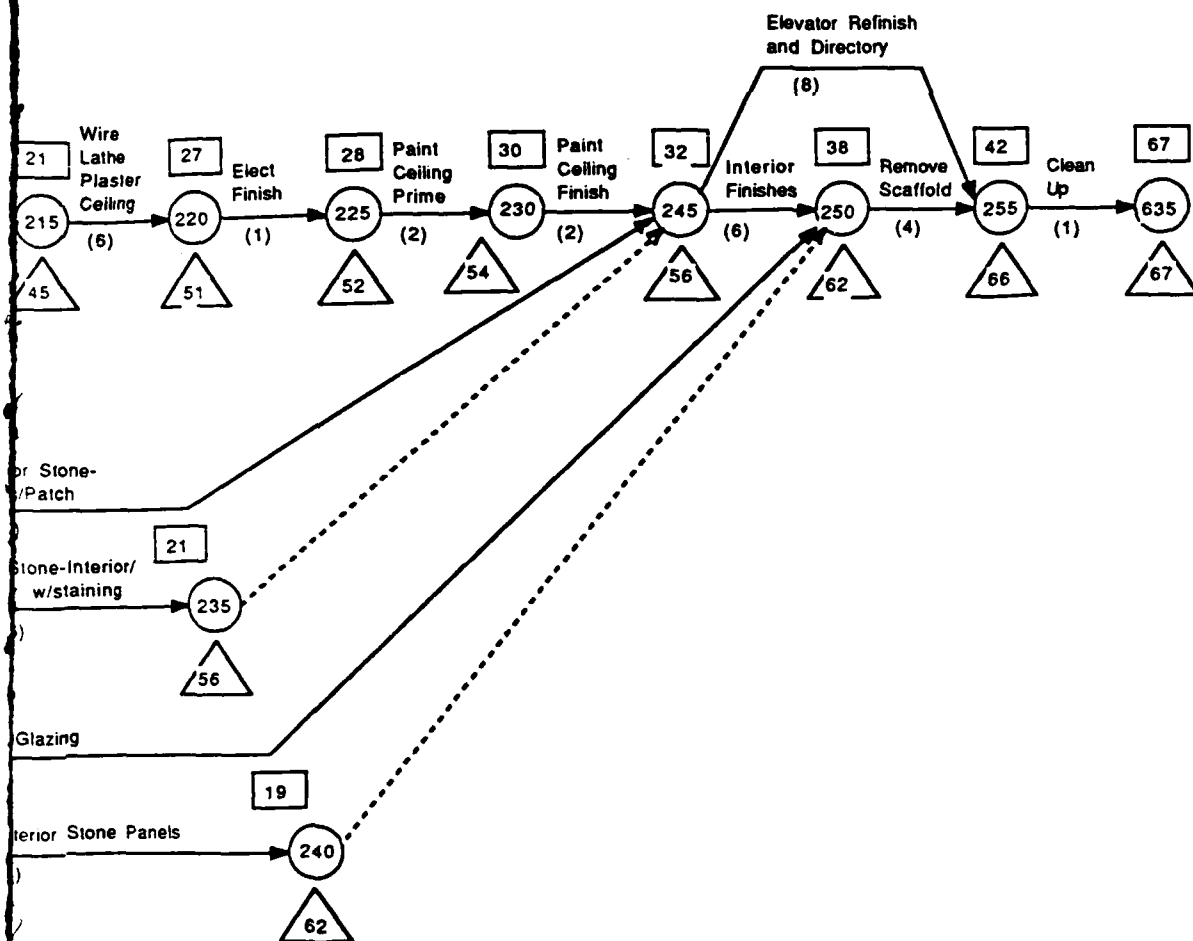 Elevator Refinish
and Directory
(8)
21
Wire
Lathe
Plaster
Ceiling
27
Elect
Finish
28
Paint
Ceiling
Prime
30
Paint
Ceiling
Finish
32
Interior
Finishes
38
Remove
Scaffold
42
Clean
Up
67
215
(6)
220
(1)
225
(2)
230
(2)
245
(6)
250
(4)
255
(1)
635
45
51
52
54
56
62
66
67
or Stone-
/Patch
)
21
Stone-Interior/
w/staining
)
235
56
Glazing
19
terior Stone Panels
)
240
62